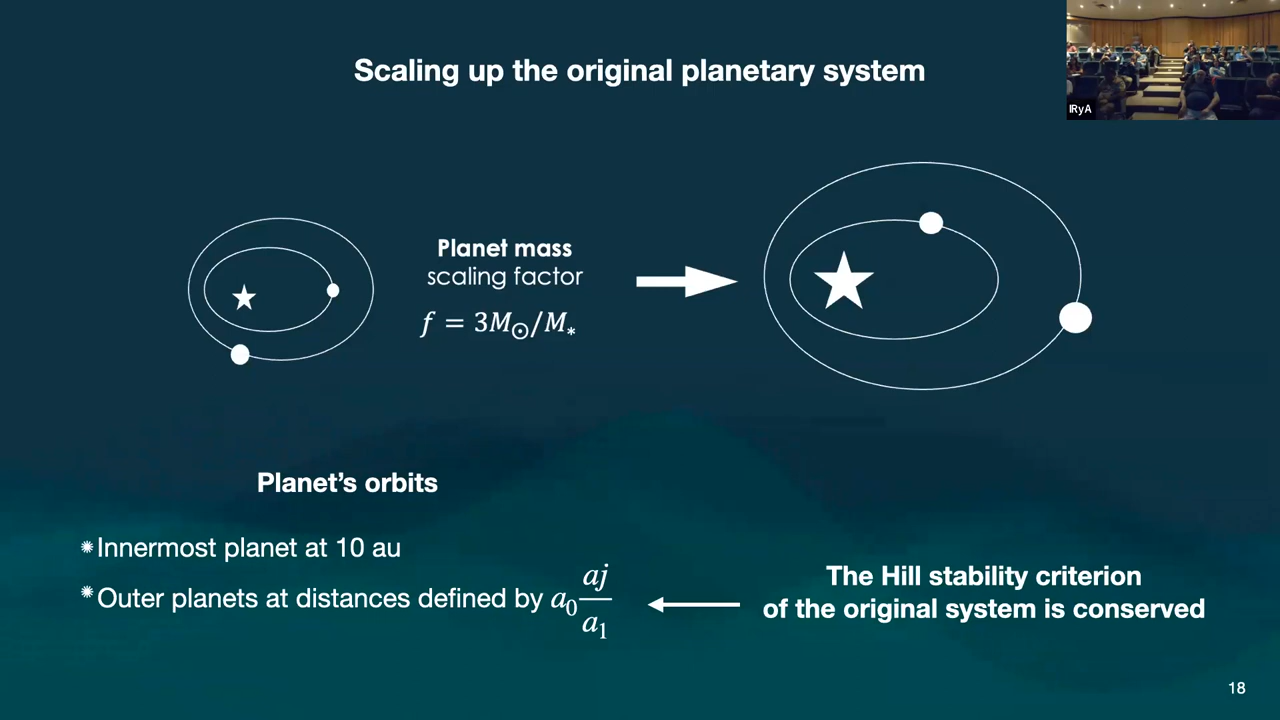 Scaling up the original planetary system
IRyA
Planet mass
scaling factor
f = 3M⊙/M*
Planet's orbits
✷Innermost planet at 10 au
✷Outer planets at distances defined by a₀ aj/a₁
The Hill stability criterion
of the original system is conserved
18